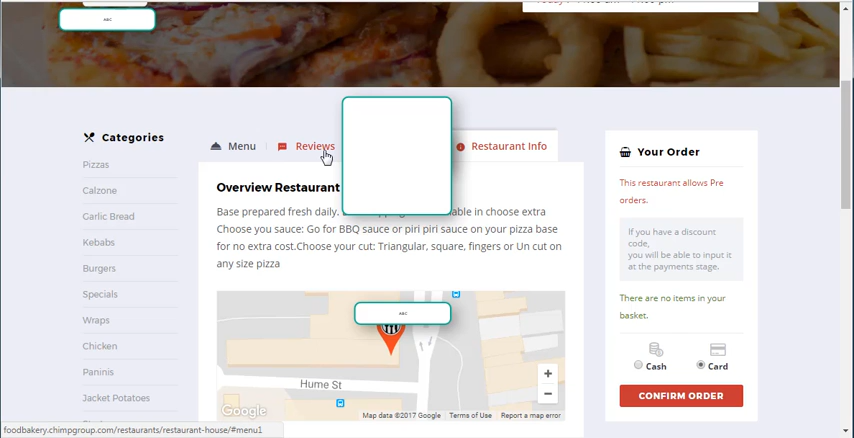 ABC
Categories
Pizzas
Calzone
Garlic Bread
Kebabs
Burgers
Specials
Wraps
Chicken
Paninis
Jacket Potatoes
Menu
Reviews
Restaurant Info
Overview Restaurant
Base prepared fresh daily. in choose extra
Choose you sauce: Go for BBQ sauce or piri piri sauce on your pizza base
for no extra cost.Choose your cut: Triangular, square, fingers or Un cut on
any size pizza
ABC
Hume St
Google
Map data ©2017 Google
Terms of Use
Report a map error
Your Order
This restaurant allows Pre
orders.
If you have a discount
code,
you will be able to input it
at the payments stage.
There are no items in your
basket.
Cash
Card
CONFIRM ORDER
foodbakery.chimpgroup.com/restaurants/restaurant-house/#menu1